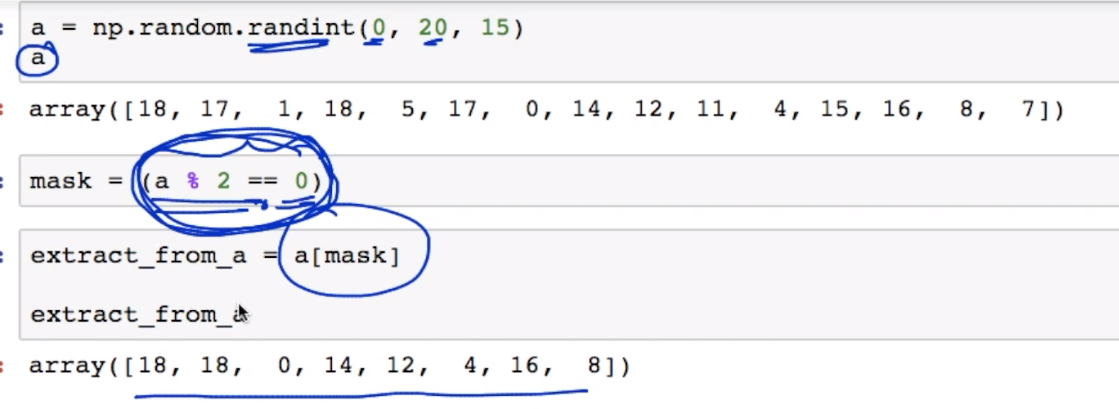 a = np.random.randint(0, 20, 15)
a
array([18, 17,  1, 18,  5, 17,  0, 14, 12, 11,  4, 15, 16,  8,  7])
mask = (a % 2 == 0)
extract_from_a = a[mask]
extract_from_a
array([18, 18,  0, 14, 12,  4, 16,  8])